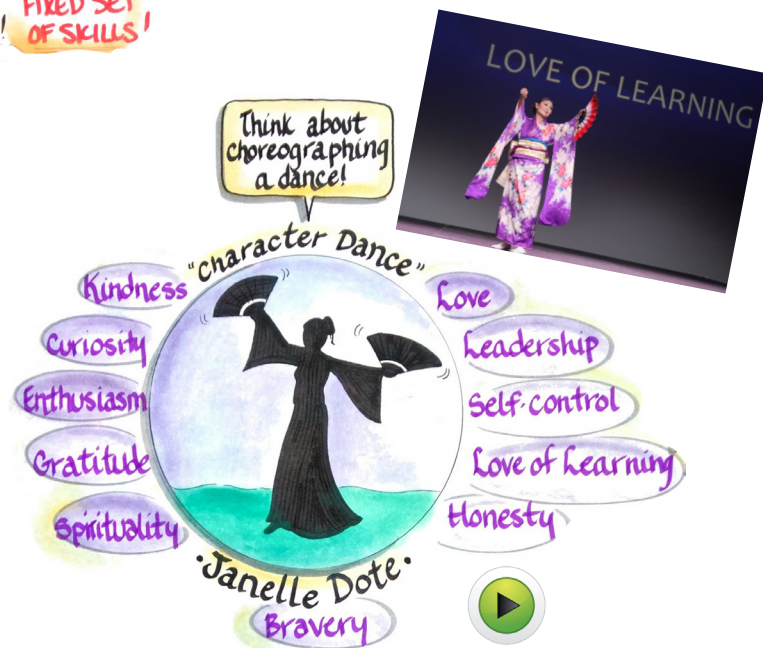 FIXED SET
! OF SKILLS!
LOVE OF LEARNING
Think about
choreographing
a dance!
"Character Dance"
Kindness
Curiosity
Enthusiasm
Gratitude
Spirituality
Love
Leadership
Self-control
Love of Learning
Honesty
·Janelle Dote·
Bravery